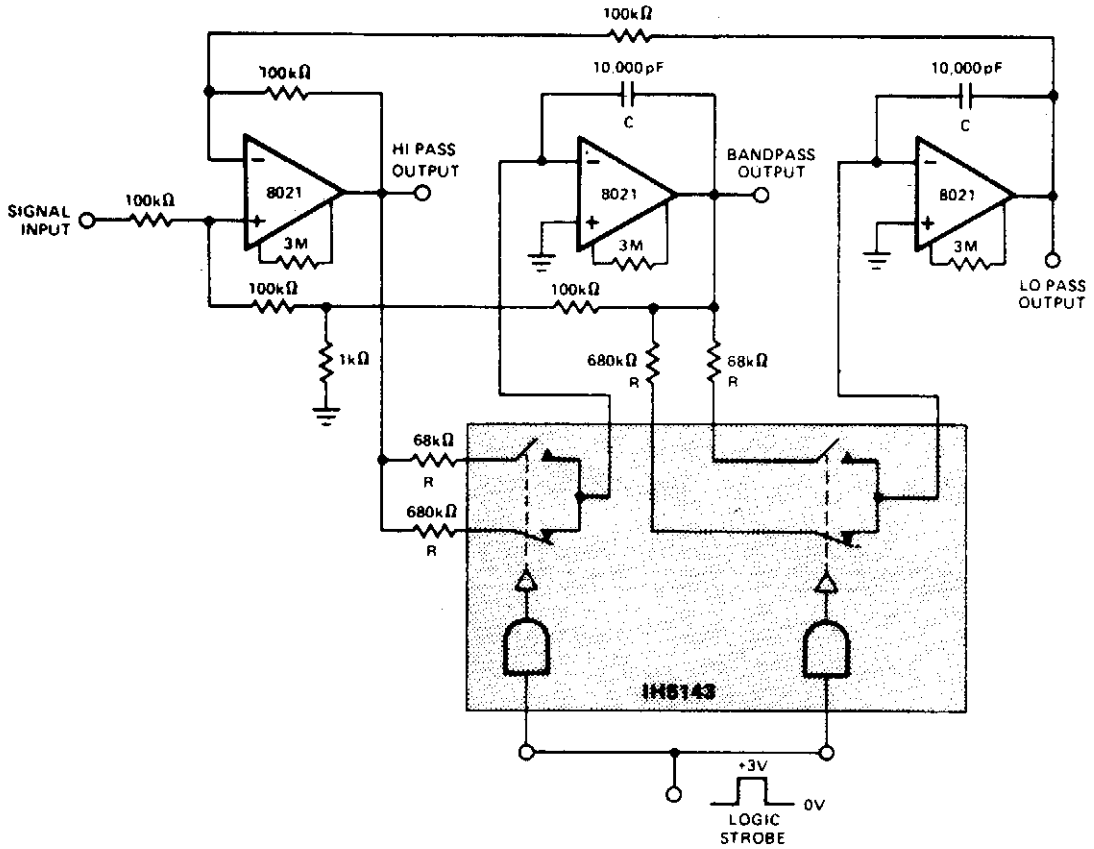 100kΩ
100kΩ
10,000pF
C
10,000pF
C
HI PASS
OUTPUT
BANDPASS
OUTPUT
8021
8021
8021
100kΩ
SIGNAL
INPUT
3M
3M
3M
LO PASS
OUTPUT
100kΩ
100kΩ
1kΩ
680kΩ
R
68kΩ
R
68kΩ
R
680kΩ
R
IH5143
+3V
0V
LOGIC
STROBE